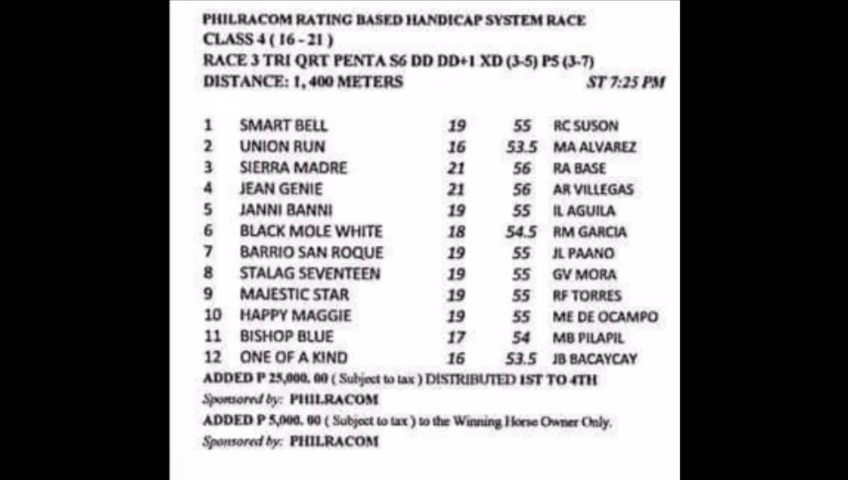 PHILRACOM RATING BASED HANDICAP SYSTEM RACE
CLASS 4 ( 16 - 21 )
RACE 3 TRI QRT PENTA S6 DD DD+1 XD (3-5) P5 (3-7)
DISTANCE: 1, 400 METERS ST 7:25 PM
1 SMART BELL 19 55 RC SUSON
2 UNION RUN 16 53.5 MA ALVAREZ
3 SIERRA MADRE 21 56 RA BASE
4 JEAN GENIE 21 56 AR VILLEGAS
5 JANNI BANNI 19 55 IL AGUILA
6 BLACK MOLE WHITE 18 54.5 RM GARCIA
7 BARRIO SAN ROQUE 19 55 JL PAANO
8 STALAG SEVENTEEN 19 55 GV MORA
9 MAJESTIC STAR 19 55 RF TORRES
10 HAPPY MAGGIE 19 55 ME DE OCAMPO
11 BISHOP BLUE 17 54 MB PILAPIL
12 ONE OF A KIND 16 53.5 JB BACAYCAY
ADDED P 25,000. 00 ( Subject to tax ) DISTRIBUTED 1ST TO 4TH
Sponsored by: PHILRACOM
ADDED P 5,000. 00 ( Subject to tax ) to the Winning Horse Owner Only.
Sponsored by: PHILRACOM